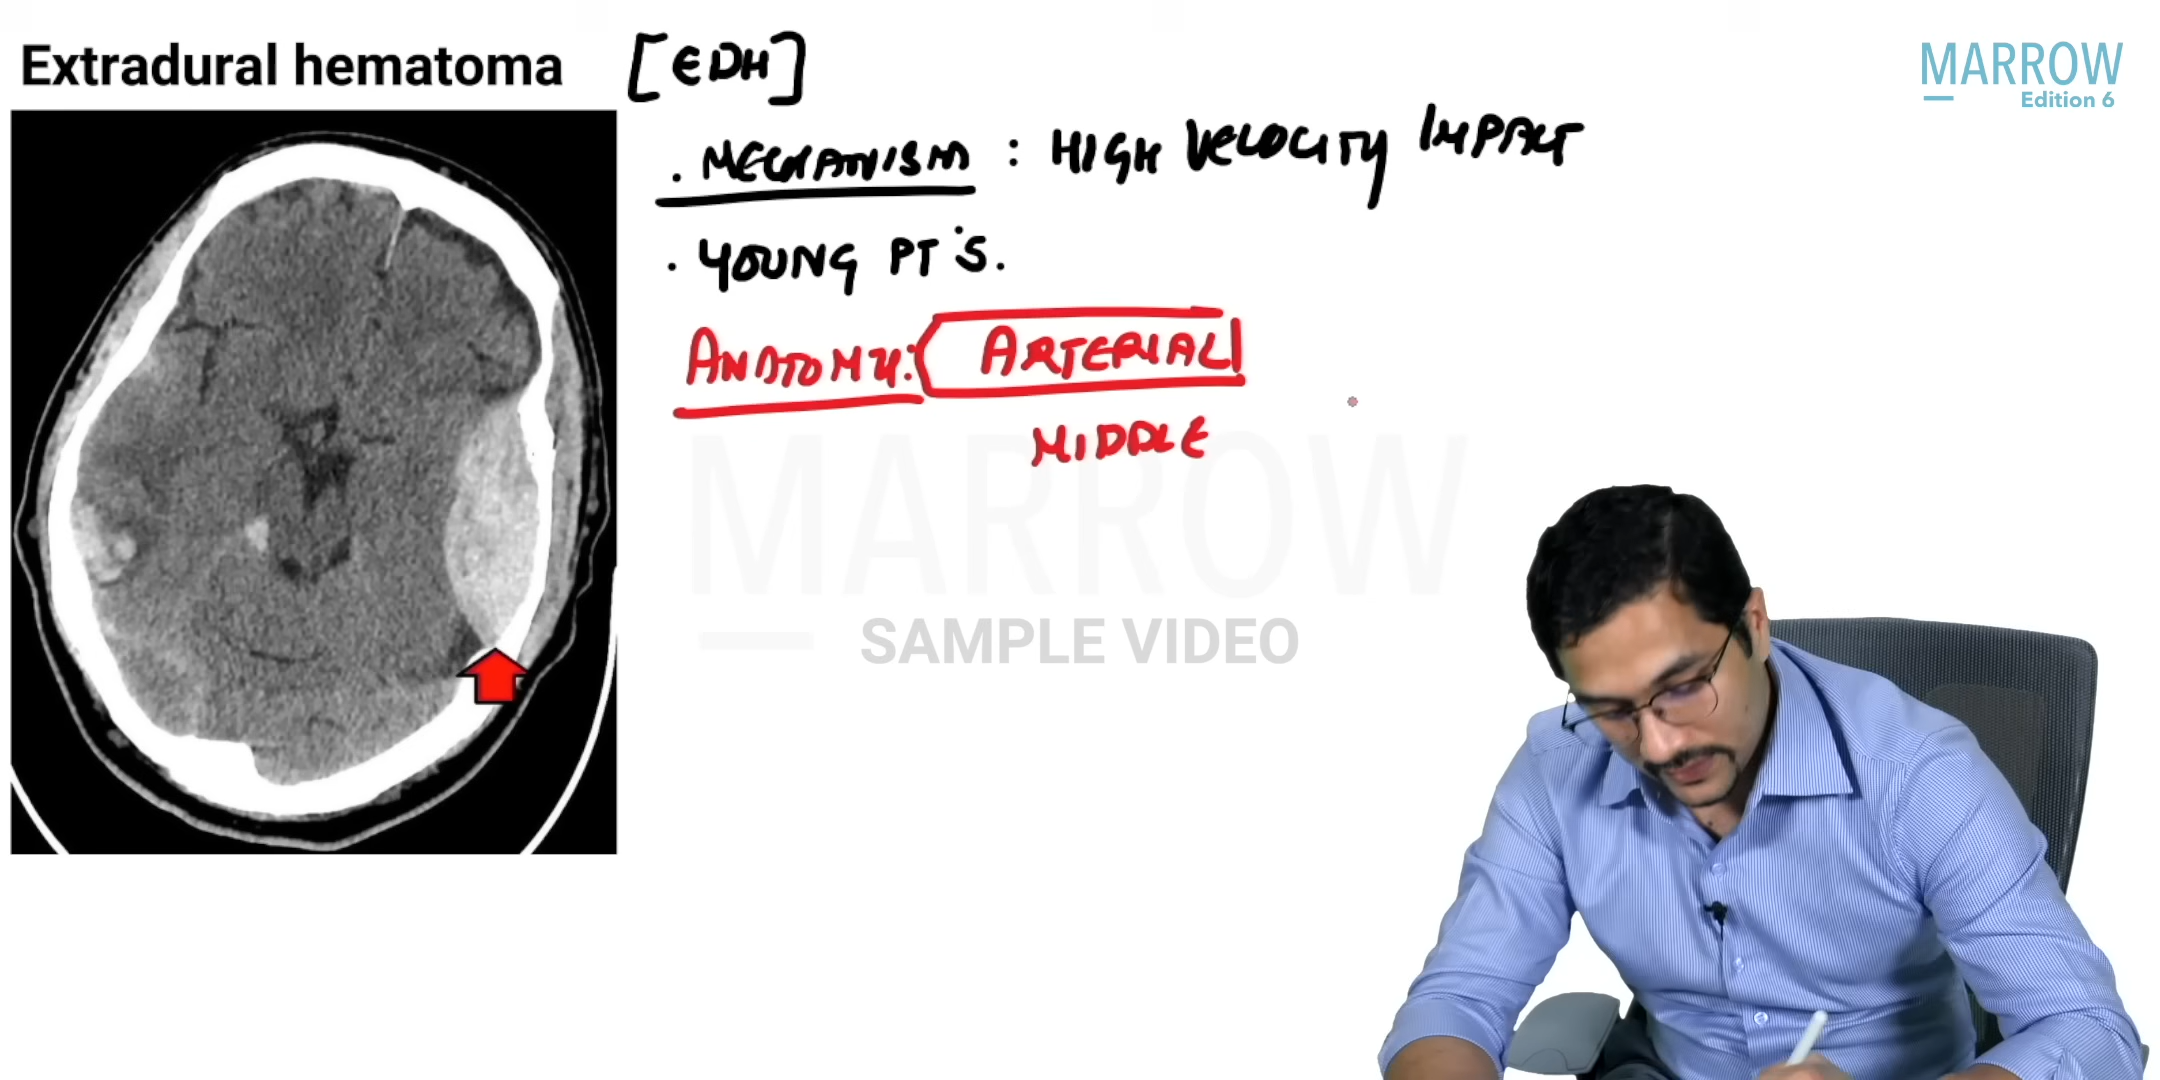 Extradural hematoma [EDH]
MARROW
Edition 6
. MECHANISM : HIGH VELOCITY IMPACT
. YOUNG PT'S.
ANATOMY: ARTERIAL
MIDDLE
MARROW
SAMPLE VIDEO